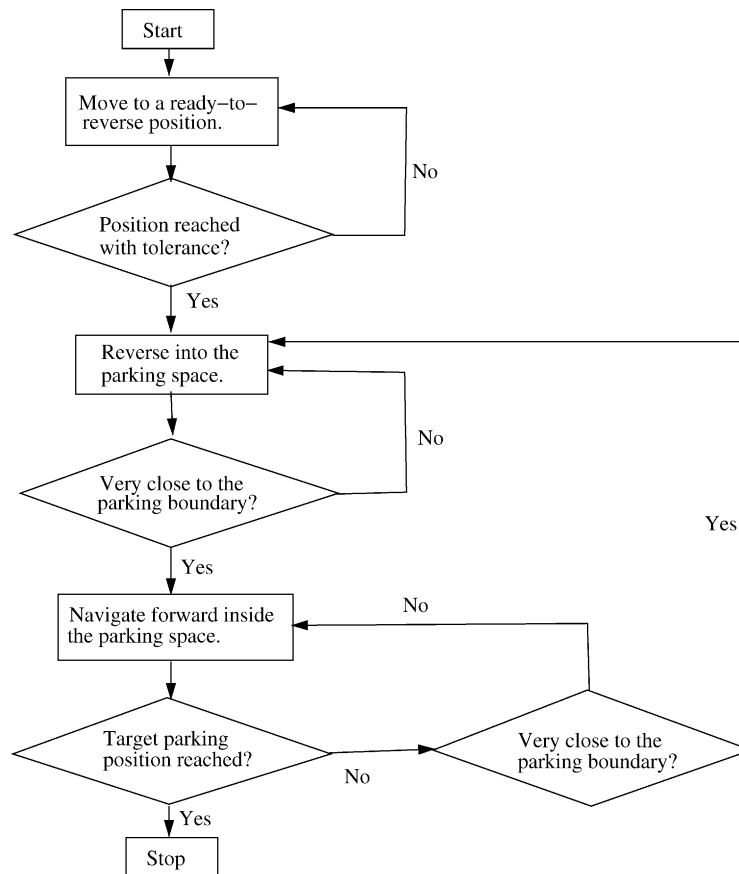 Start
Move to a ready-to-
reverse position.
No
Position reached
with tolerance?
Yes
Reverse into the
parking space.
No
Very close to the
parking boundary?
Yes
Yes
Navigate forward inside
the parking space.
No
Target parking
position reached?
No
Very close to the
parking boundary?
Yes
Stop